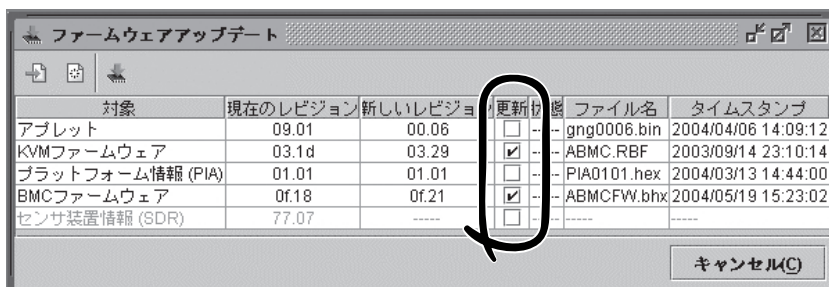 ファームウェアアップデート
対象 現在のレビジョン 新しいレビジョン 更新 状態 ファイル名 タイムスタンプ
アプレット 09.01 00.06 ----- gng0006.bin 2004/04/06 14:09:12
KVMファームウェア 03.1d 03.29 ----- ABMC.RBF 2003/09/14 23:10:14
プラットフォーム情報 (PIA) 01.01 01.01 ----- PIA0101.hex 2004/03/13 14:44:00
BMCファームウェア 0f.18 0f.21 ----- ABMCFW.bhx 2004/05/19 15:23:02
センサ装置情報 (SDR) 77.07 ----- ----- ----- -----
キャンセル(C)